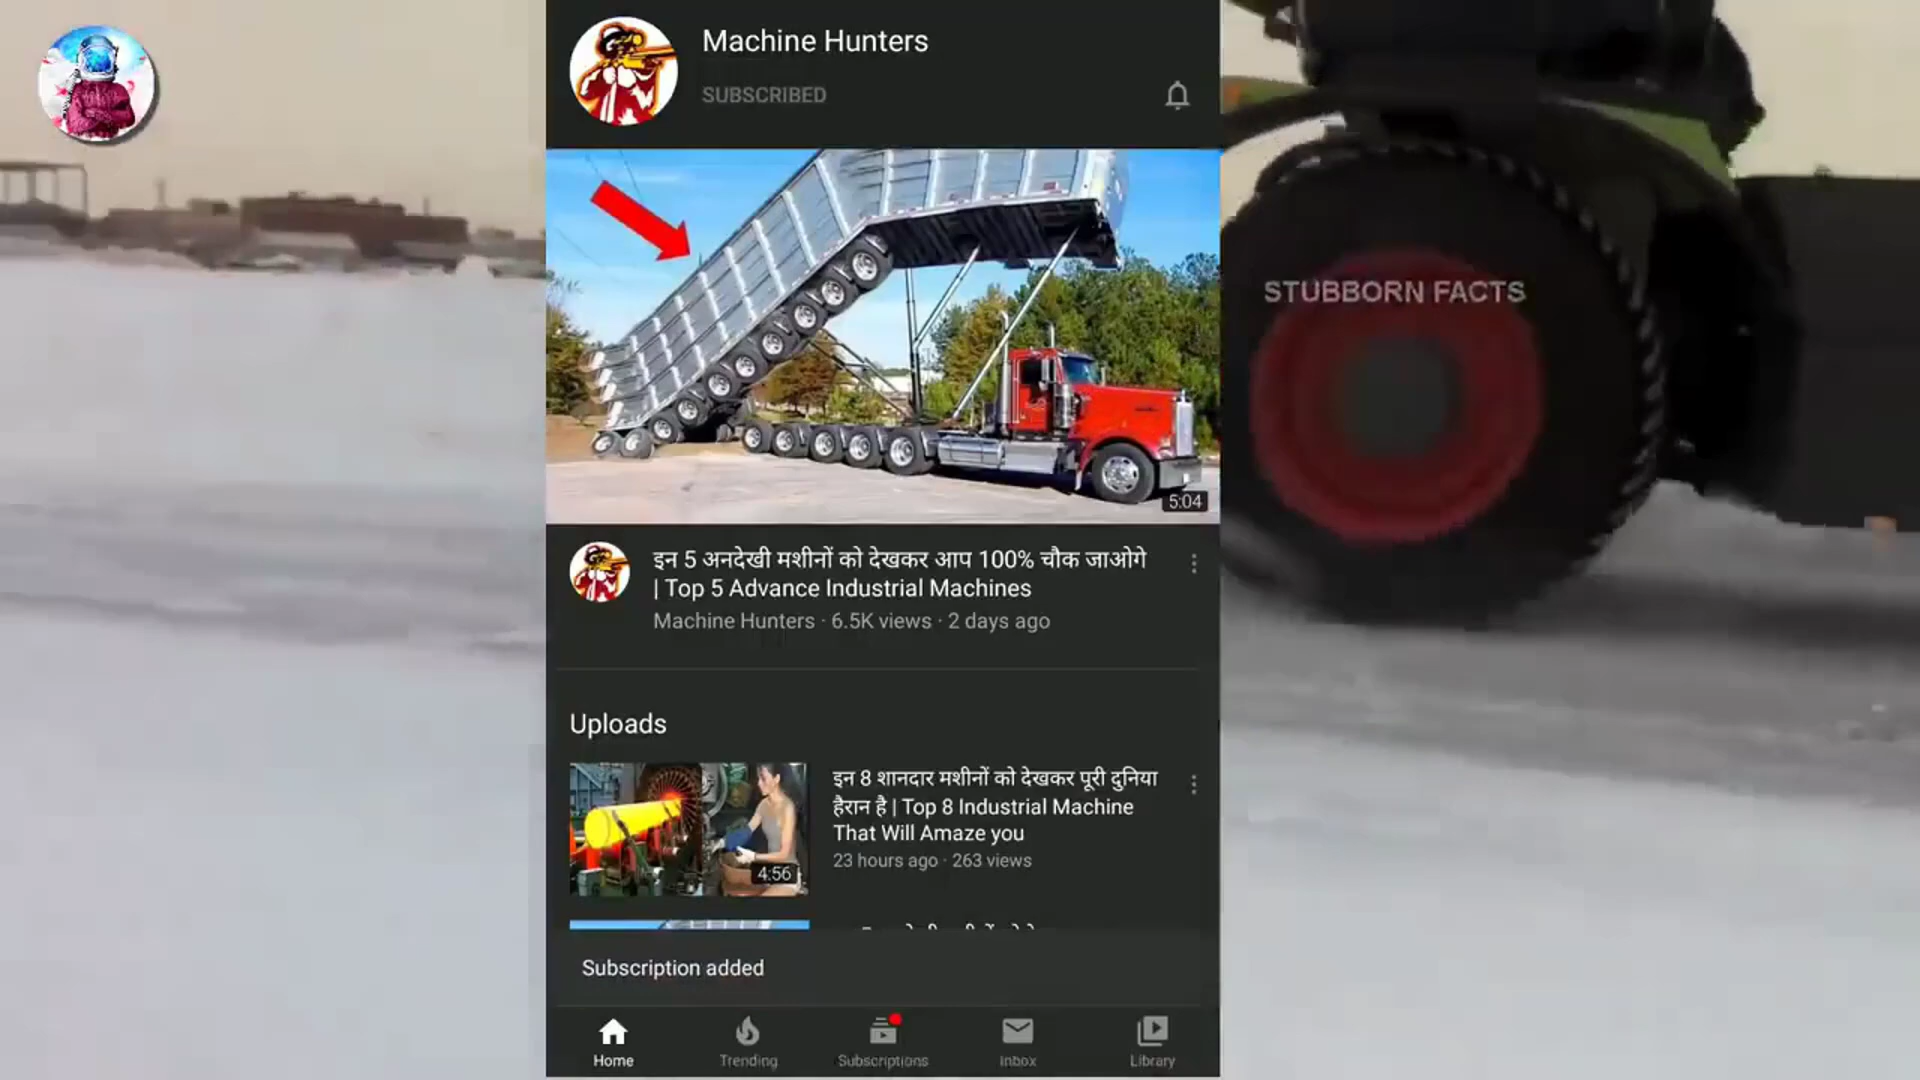 Machine Hunters
SUBSCRIBED
STUBBORN FACTS
5:04
इन 5 अनदेखी मशीनों को देखकर आप 100% चौक जाओगे
| Top 5 Advance Industrial Machines
Machine Hunters · 6.5K views · 2 days ago
Uploads
इन 8 शानदार मशीनों को देखकर पूरी दुनिया
हैरान है | Top 8 Industrial Machine
That Will Amaze you
23 hours ago · 263 views
4:56
Subscription added
Home
Trending
Subscriptions
Inbox
Library